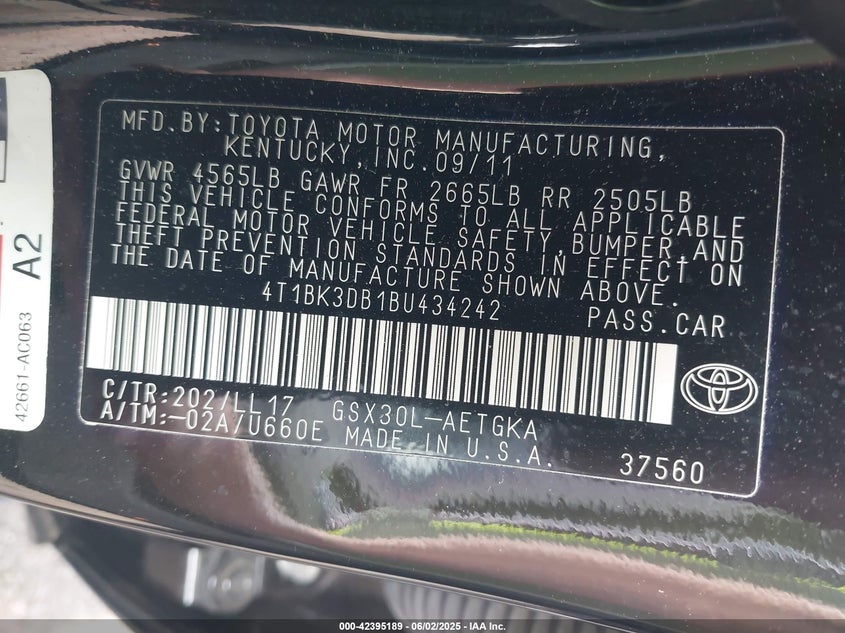 MFD.BY:TOYOTA MOTOR MANUFACTURING,
KENTUCKY,INC.09/11
GVWR 4565LB GAWR FR 2665LB RR 2505LB
THIS VEHICLE CONFORMS TO ALL APPLICABLE
FEDERAL MOTOR VEHICLE SAFETY,BUMPER,AND
THEFT PREVENTION STANDARDS IN EFFECT ON
THE DATE OF MANUFACTURE SHOWN ABOVE.
4T1BK3DB1BU434242 PASS.CAR
C/TR:202/LL17 GSX30L-AETGKA
A/TM:-02A/U660E MADE IN U.S.A. 37560
42661-AC063 A2
000-42395189 - 06/02/2025 - IAA Inc.